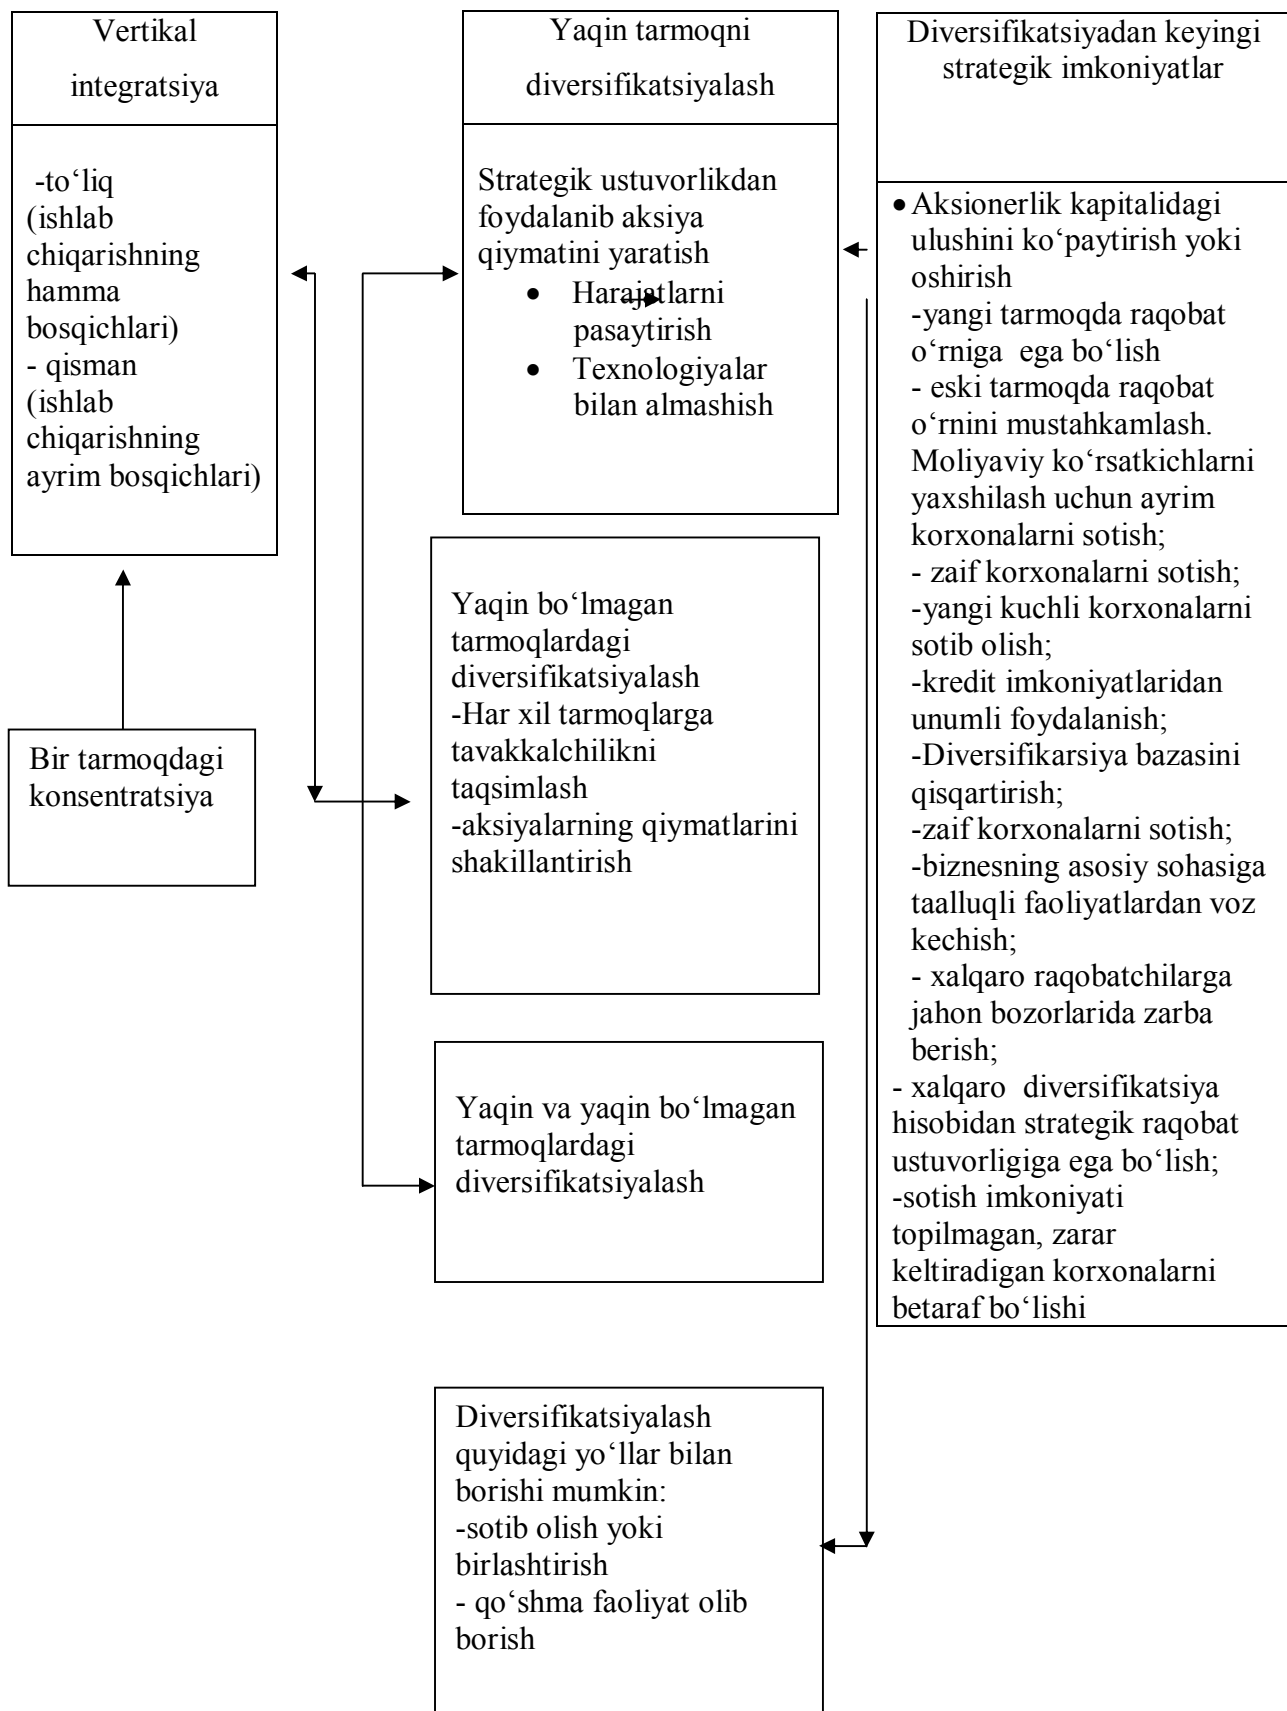 Vertikal
integratsiya
-to‘liq
(ishlab
chiqarishning
hamma
bosqichlari)
- qisman
(ishlab
chiqarishning
ayrim bosqichlari)
Bir tarmoqdagi
konsentratsiya
Yaqin tarmoqni
diversifikatsiyalash
Strategik ustuvorlikdan
foydalanib aksiya
qiymatini yaratish
• Harajatlarni
pasaytirish
• Texnologiyalar
bilan almashish
Yaqin bo‘lmagan
tarmoqlardagi
diversifikatsiyalash
-Har xil tarmoqlarga
tavakkalchilikni
taqsimlash
-aksiyalarning qiymatlarini
shakillantirish
Yaqin va yaqin bo‘lmagan
tarmoqlardagi
diversifikatsiyalash
Diversifikatsiyalash
quyidagi yo‘llar bilan
borishi mumkin:
-sotib olish yoki
birlashtirish
- qo‘shma faoliyat olib
borish
Diversifikatsiyadan keyingi
strategik imkoniyatlar
• Aksionerlik kapitalidagi
ulushini ko‘paytirish yoki
oshirish
-yangi tarmoqda raqobat
o‘rniga ega bo‘lish
- eski tarmoqda raqobat
o‘rnini mustahkamlash.
Moliyaviy ko‘rsatkichlarni
yaxshilash uchun ayrim
korxonalarni sotish;
- zaif korxonalarni sotish;
-yangi kuchli korxonalarni
sotib olish;
-kredit imkoniyatlaridan
unumli foydalanish;
-Diversifikarsiya bazasini
qisqartirish;
-zaif korxonalarni sotish;
-biznesning asosiy sohasiga
taalluqli faoliyatlardan voz
kechish;
- xalqaro raqobatchilarga
jahon bozorlarida zarba
berish;
- xalqaro diversifikatsiya
hisobidan strategik raqobat
ustuvorligiga ega bo‘lish;
-sotish imkoniyati
topilmagan, zarar
keltiradigan korxonalarni
betaraf bo‘lishi